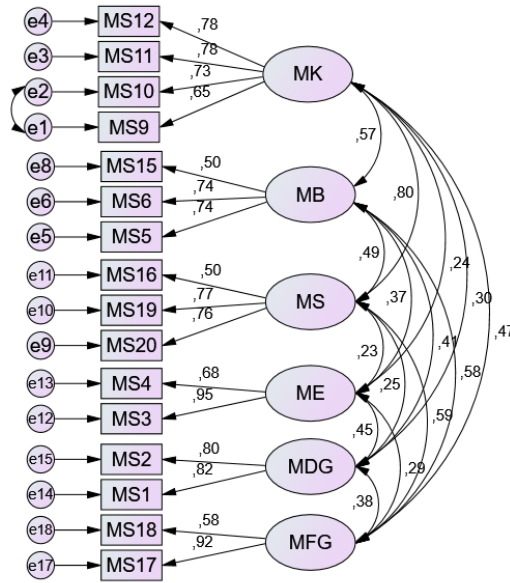 e4 MS12 ,78
e3 MS11 ,78
e2 MS10 ,73
e1 MS9 ,65
MK
,57
e8 MS15 ,50
e6 MS6 ,74
e5 MS5 ,74
MB
,80
,49
e11 MS16 ,50
e10 MS19 ,77
e9 MS20 ,76
MS
,37
,24
,30
,47
,23
,41
e13 MS4 ,68
e12 MS3 ,95
ME
,25
,58
,59
,45
e15 MS2 ,80
e14 MS1 ,82
MDG
,29
,38
e18 MS18 ,58
e17 MS17 ,92
MFG